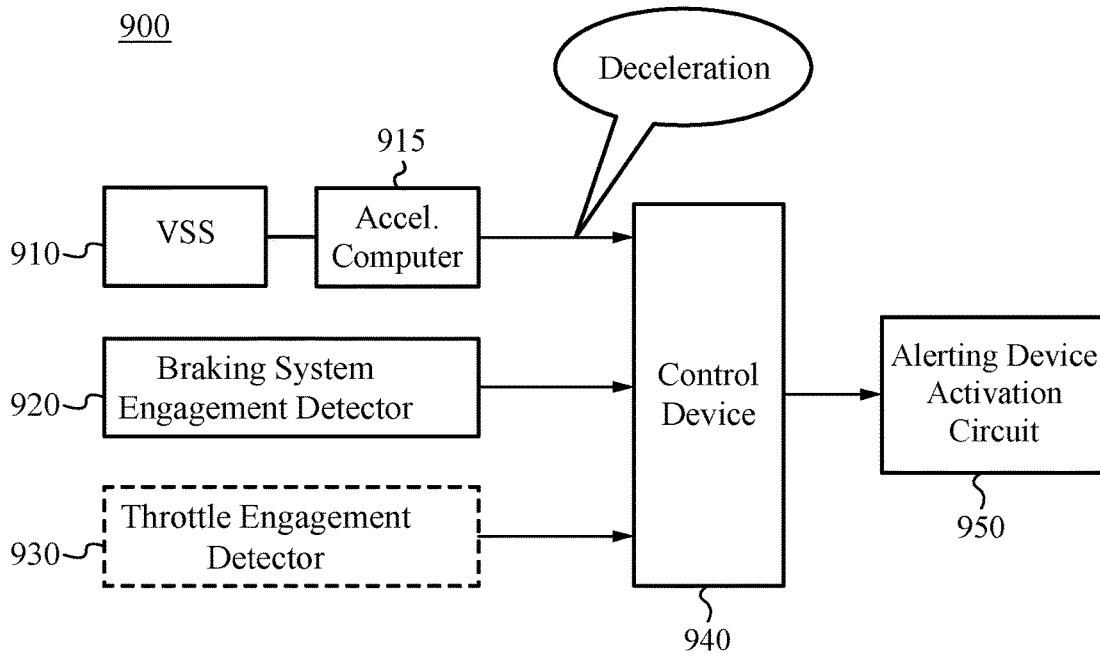 900
Deceleration
915
VSS
Accel.
Computer
910
Braking System
Engagement Detector
920
Control
Device
Alerting Device
Activation
Circuit
950
Throttle Engagement
Detector
930
940